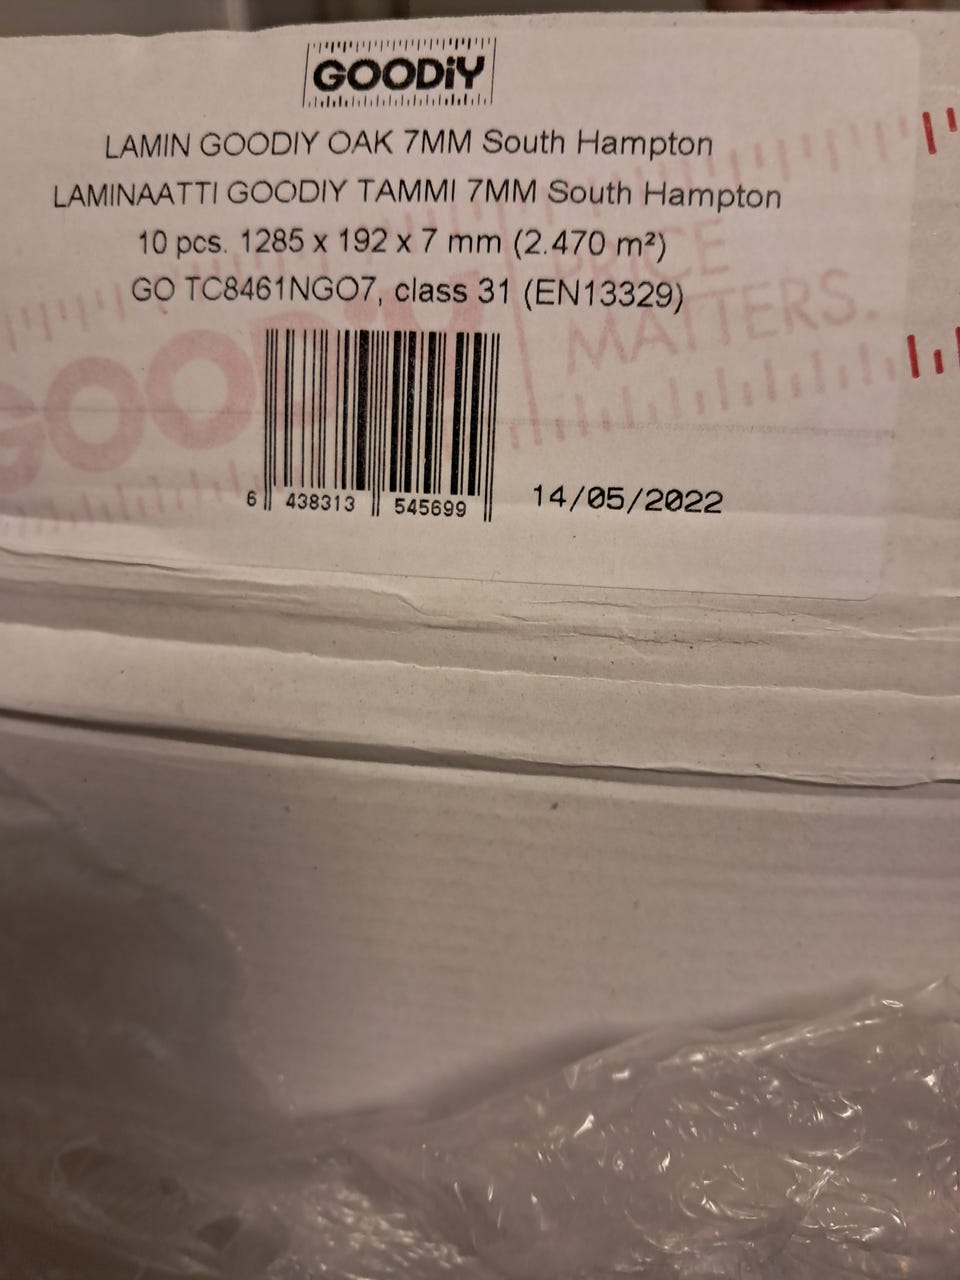 GOODiY
LAMIN GOODIY OAK 7MM South Hampton
LAMINAATTI GOODIY TAMMI 7MM South Hampton
10 pcs. 1285 x 192 x 7 mm (2.470 m²)
GO TC8461NGO7, class 31 (EN13329)
GOODiY
PRICE
MATTERS.
6 438313 545699
14/05/2022